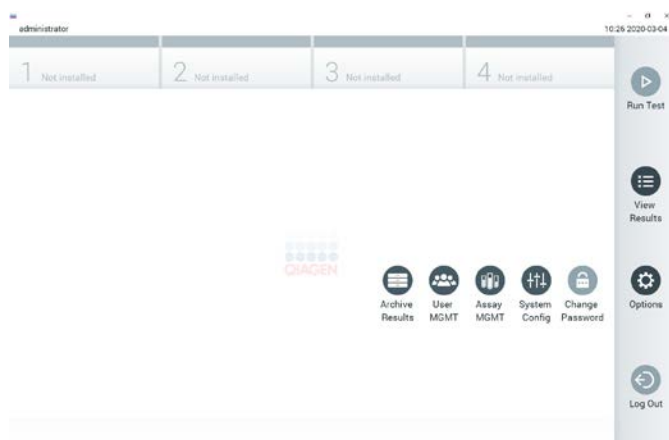 administrator
10:26 2020-03-04
1 Not installed
2 Not installed
3 Not installed
4 Not installed
Run Test
View
Results
QIAGEN
Archive
Results
User
MGMT
Assay
MGMT
System
Config
Change
Password
Options
Log Out